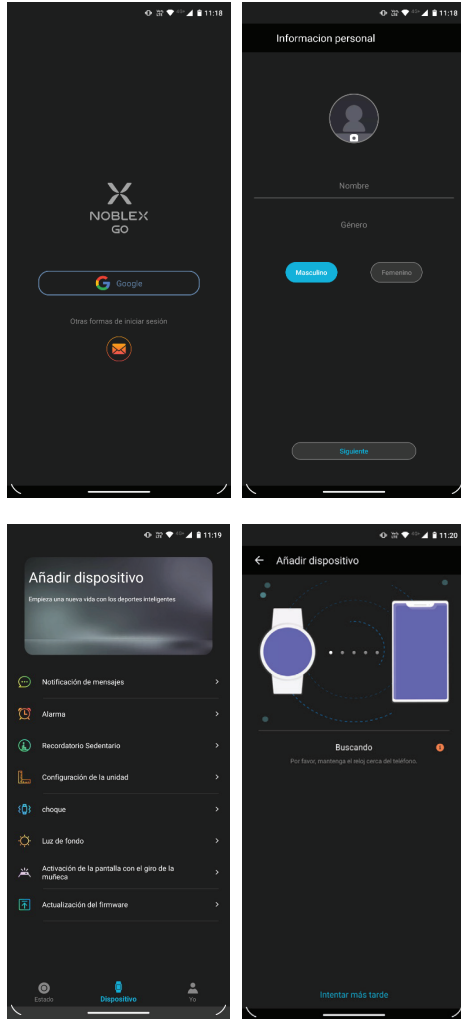 11:18
NOBLEX
GO
Google
Otras formas de iniciar sesión
11:18
Informacion personal
Nombre
Género
Masculino
Femenino
Siguiente
11:19
Añadir dispositivo
Empieza una nueva vida con los deportes inteligentes
Notificación de mensajes
Alarma
Recordatorio Sedentario
Configuración de la unidad
choque
Luz de fondo
Activación de la pantalla con el giro de la
muñeca
Actualización del firmware
Estado
Dispositivo
Yo
11:20
Añadir dispositivo
Buscando
Por favor, mantenga el reloj cerca del teléfono.
Intentar más tarde